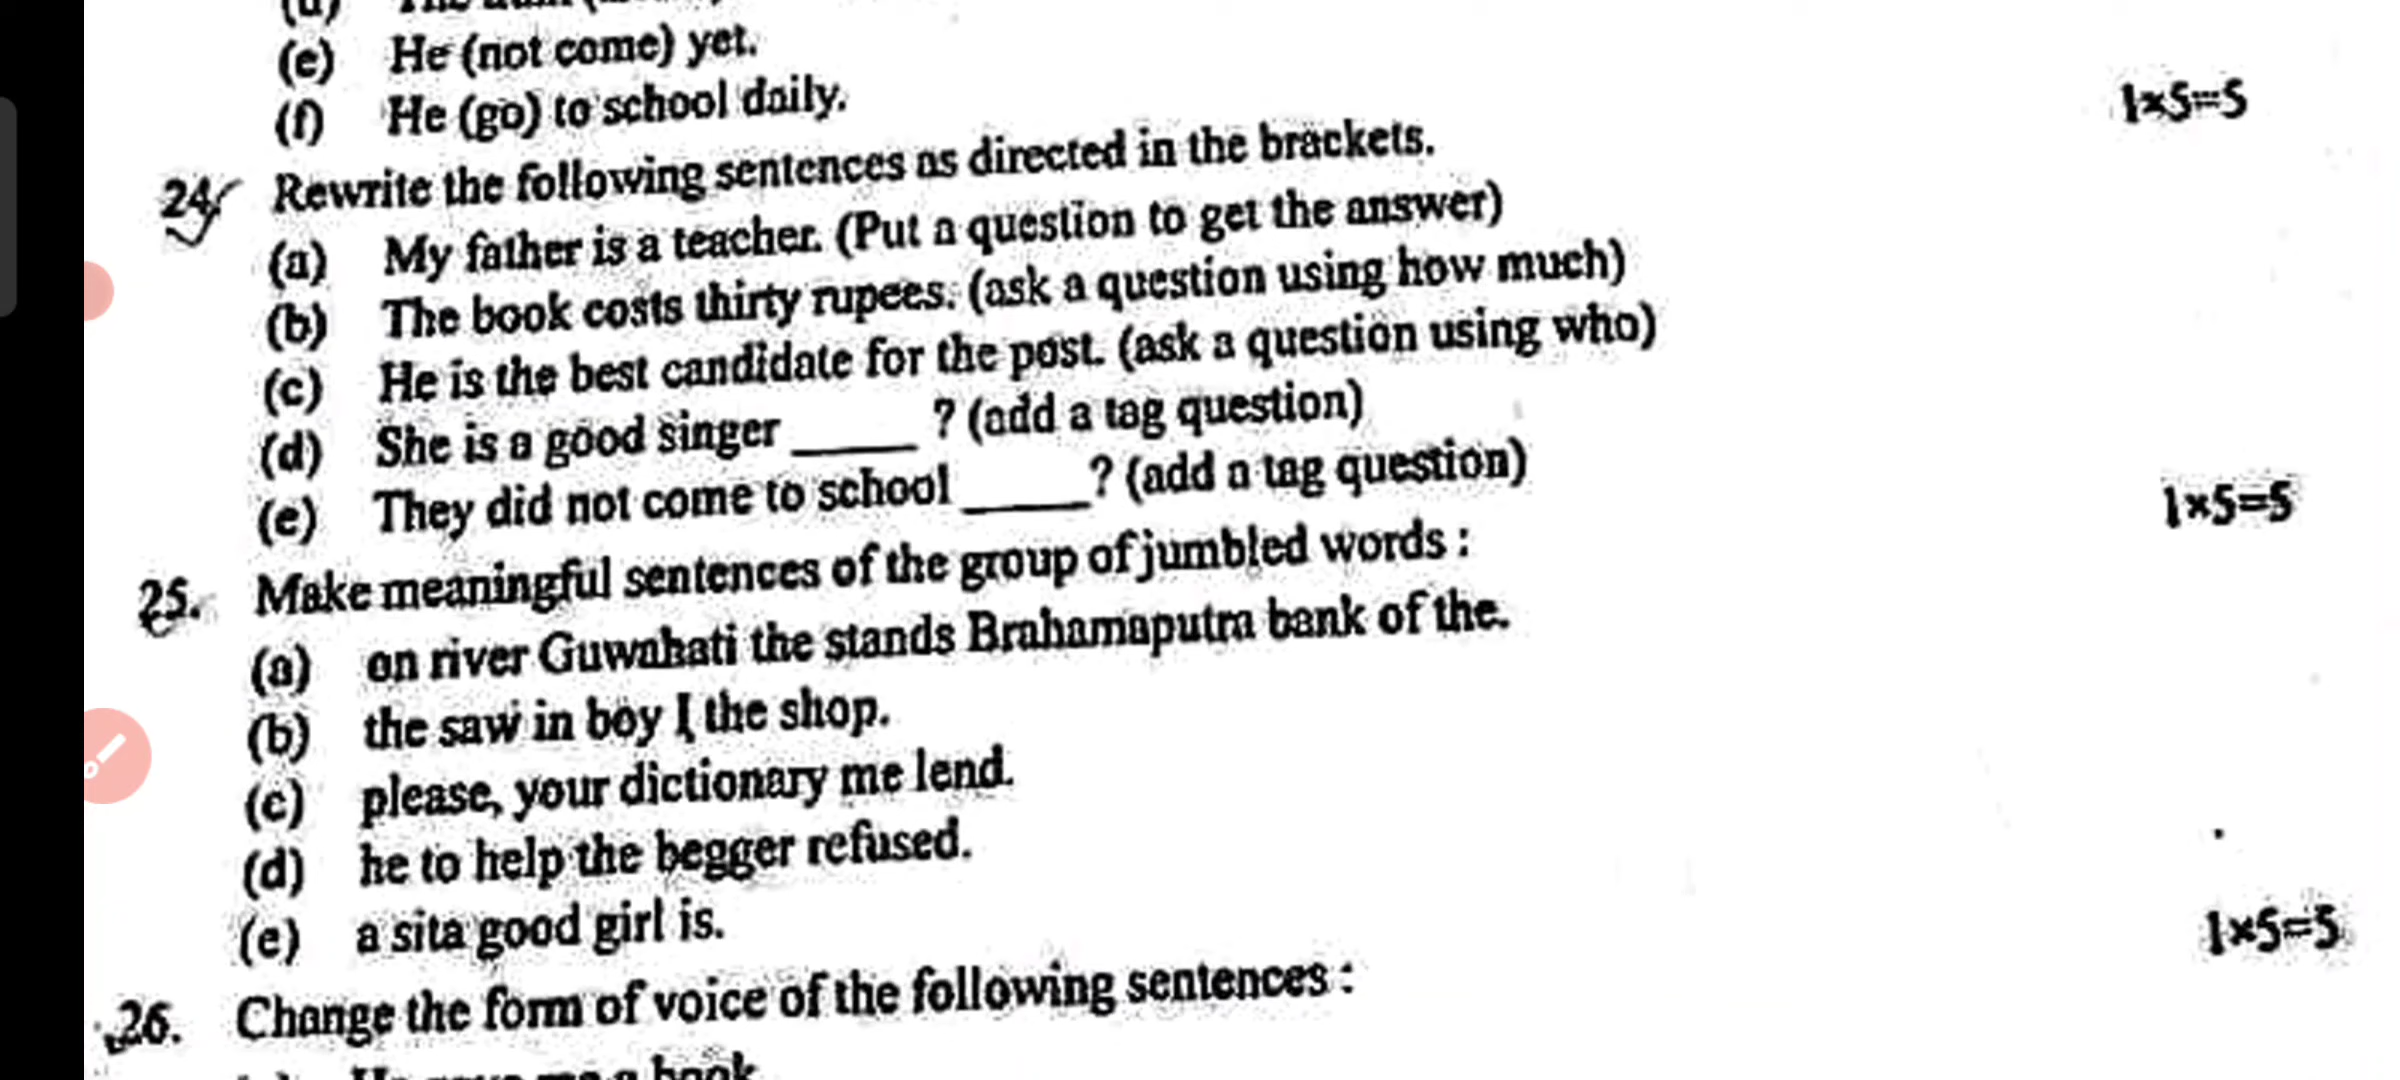 (e) He (not come) yet.
(f) He (go) to school daily.
1×5=5
24. Rewrite the following sentences as directed in the brackets.
(a) My father is a teacher. (Put a question to get the answer)
(b) The book costs thirty rupees. (ask a question using how much)
(c) He is the best candidate for the post. (ask a question using who)
(d) She is a good singer _____ ? (add a tag question)
(e) They did not come to school _____? (add a tag question)
1×5=5
25. Make meaningful sentences of the group of jumbled words :
(a) on river Guwahati the stands Brahamaputra bank of the.
(b) the saw in boy I the shop.
(c) please, your dictionary me lend.
(d) he to help the begger refused.
(e) a sita good girl is.
1×5=5
26. Change the form of voice of the following sentences :
He gave me a book